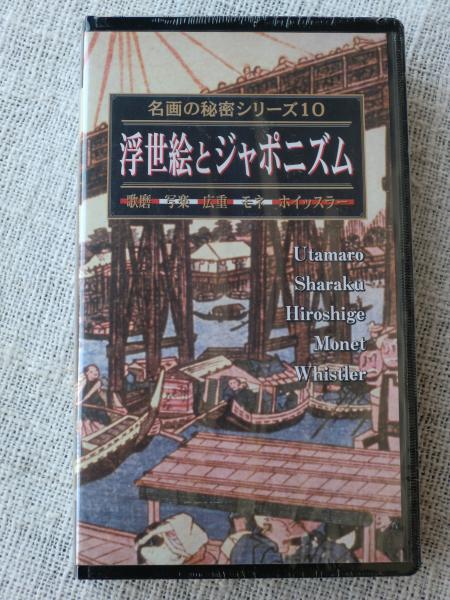 名画の秘密シリーズ10
浮世絵とジャポニズム
歌磨 写楽 広重 モネ ホイッスラー
Utamaro
Sharaku
Hiroshige
Monet
Whistler